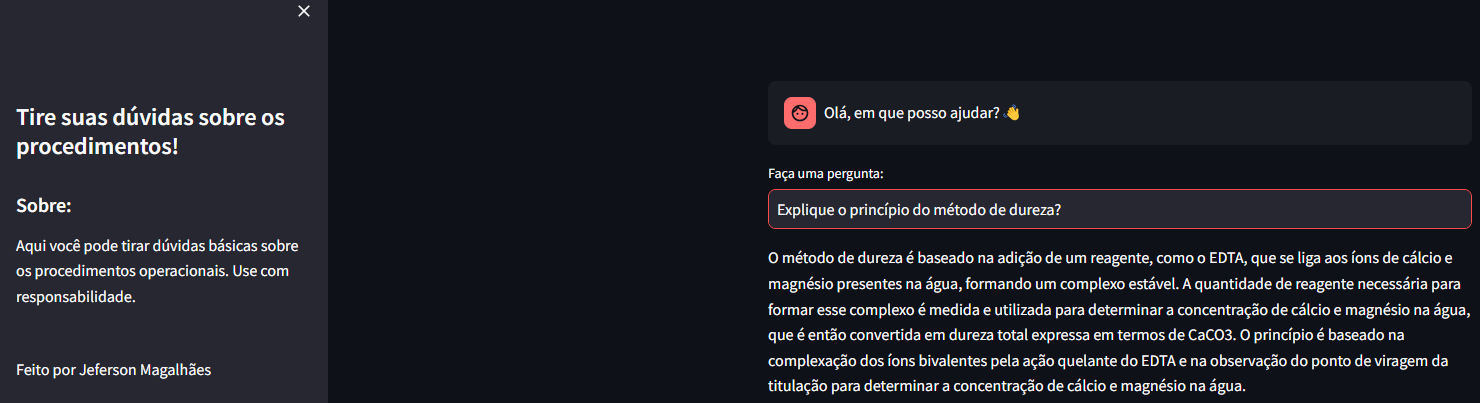 Tire suas dúvidas sobre os
procedimentos!
Sobre:
Aqui você pode tirar dúvidas básicas sobre
os procedimentos operacionais. Use com
responsabilidade.
Feito por Jeferson Magalhães
Olá, em que posso ajudar? 👋
Faça uma pergunta:
Explique o princípio do método de dureza?
O método de dureza é baseado na adição de um reagente, como o EDTA, que se liga aos íons de cálcio e
magnésio presentes na água, formando um complexo estável. A quantidade de reagente necessária para
formar esse complexo é medida e utilizada para determinar a concentração de cálcio e magnésio na água,
que é então convertida em dureza total expressa em termos de CaCO3. O princípio é baseado na
complexação dos íons bivalentes pela ação quelante do EDTA e na observação do ponto de viragem da
titulação para determinar a concentração de cálcio e magnésio na água.